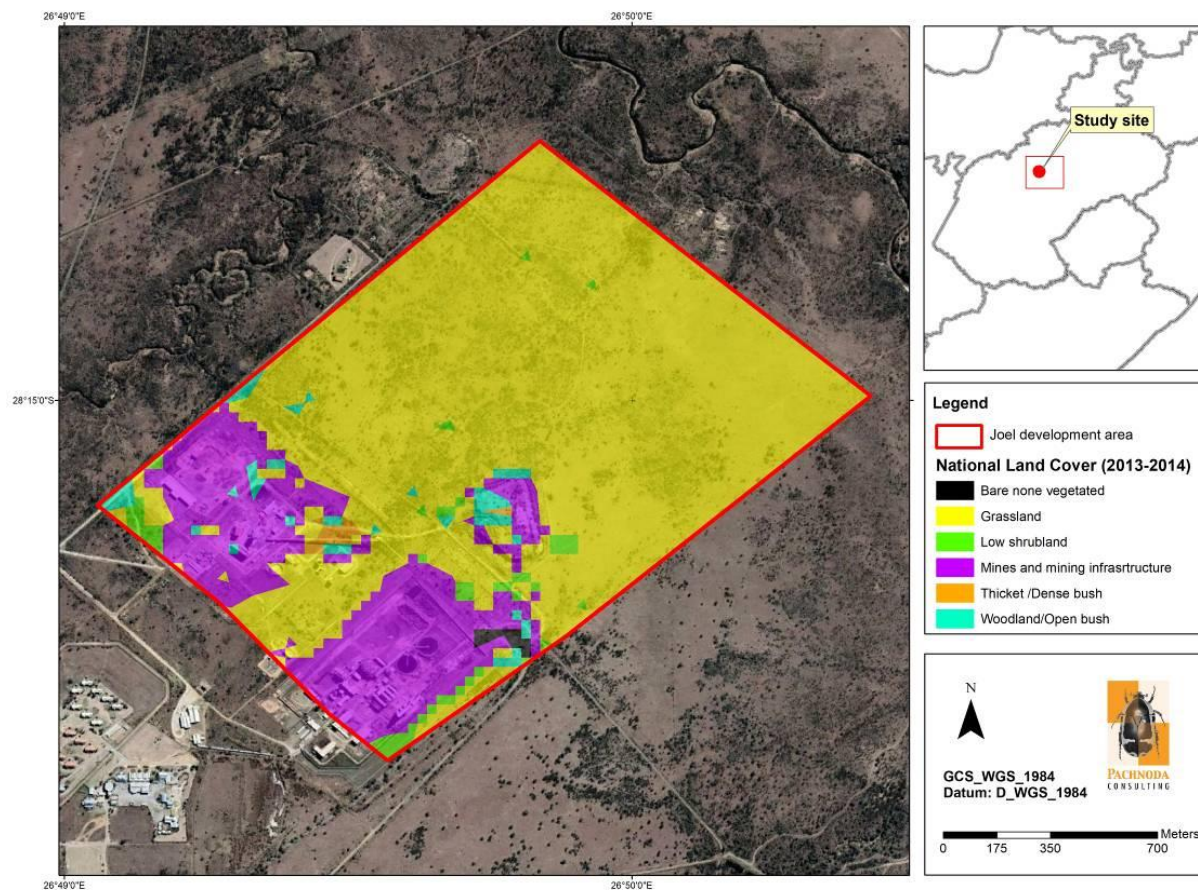 26°49'0"E
26°50'0"E
28°15'0"S
26°49'0"E
26°50'0"E
Study site
Legend
Joel development area
National Land Cover (2013-2014)
Bare none vegetated
Grassland
Low shrubland
Mines and mining infrasrtructure
Thicket /Dense bush
Woodland/Open bush
N
GCS_WGS_1984
Datum: D_WGS_1984
PACHNODA
CONSULTING
Meters
0 175 350 700